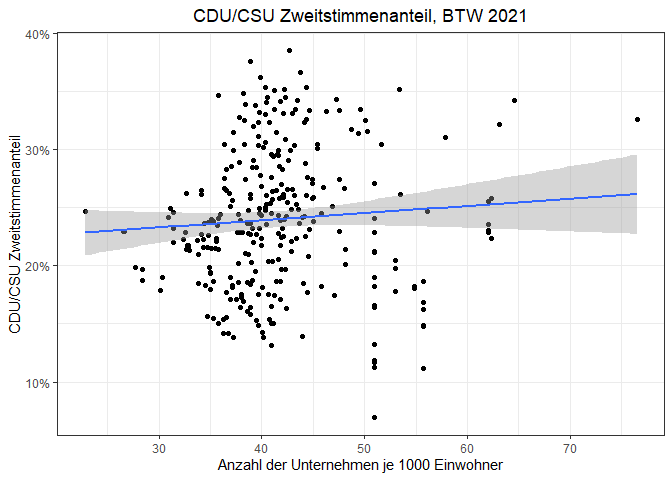 CDU/CSU Zweitstimmenanteil, BTW 2021
40%
30%
20%
10%
CDU/CSU Zweitstimmenanteil
30 40 50 60 70
Anzahl der Unternehmen je 1000 Einwohner